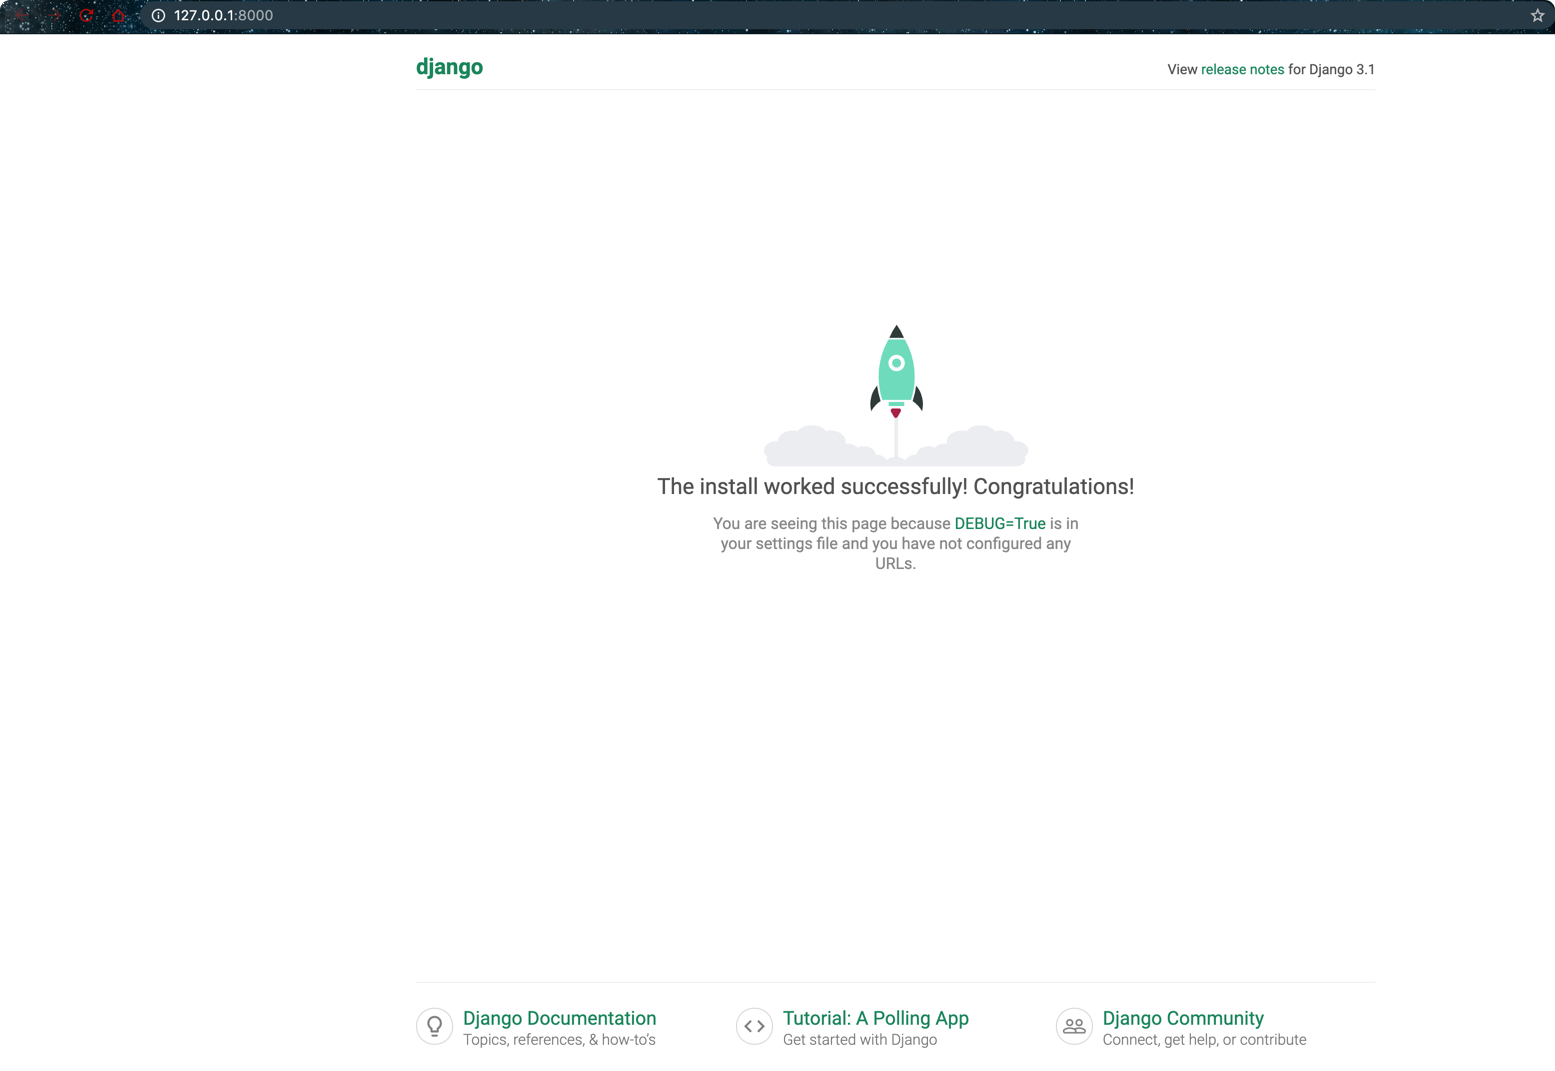 127.0.0.1:8000
django
View release notes for Django 3.1
The install worked successfully! Congratulations!
You are seeing this page because DEBUG=True is in
your settings file and you have not configured any
URLs.
Django Documentation
Topics, references, & how-to's
Tutorial: A Polling App
Get started with Django
Django Community
Connect, get help, or contribute